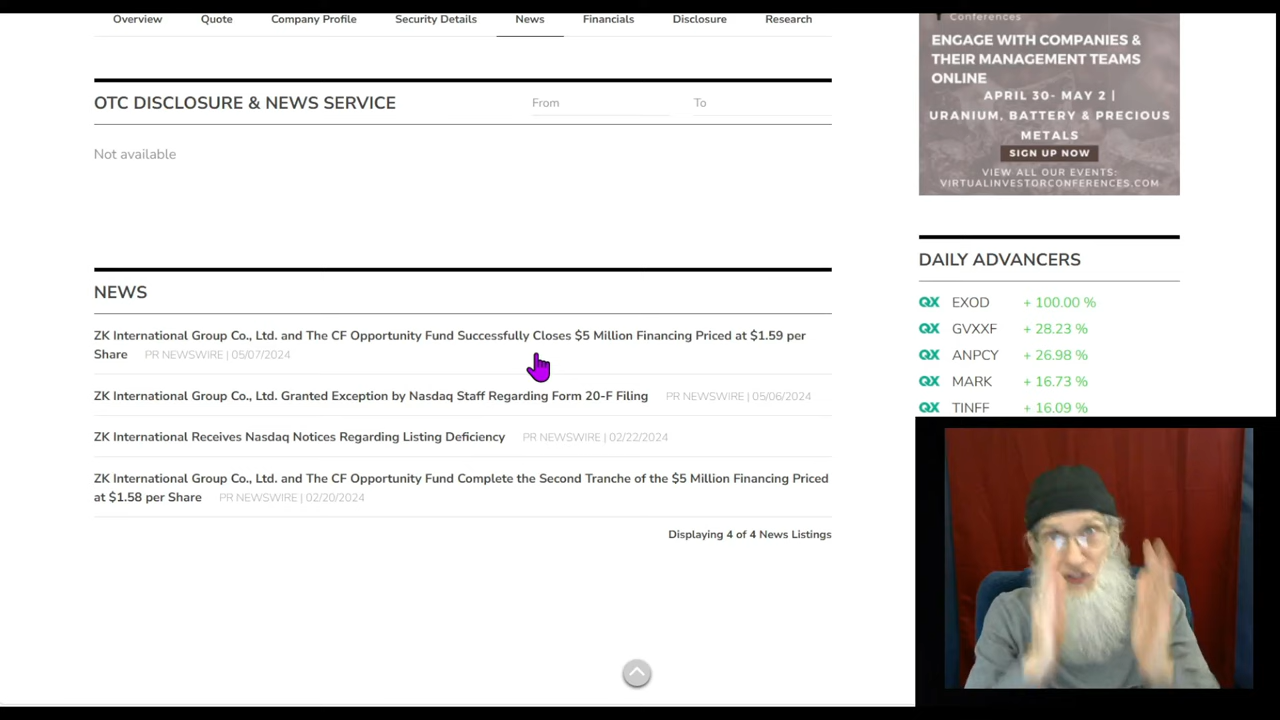 Overview Quote Company Profile Security Details News Financials Disclosure Research
OTC DISCLOSURE & NEWS SERVICE From To
Not available
NEWS
ZK International Group Co., Ltd. and The CF Opportunity Fund Successfully Closes $5 Million Financing Priced at $1.59 per
Share PR NEWSWIRE | 05/07/2024
ZK International Group Co., Ltd. Granted Exception by Nasdaq Staff Regarding Form 20-F Filing PR NEWSWIRE | 05/06/2024
ZK International Receives Nasdaq Notices Regarding Listing Deficiency PR NEWSWIRE | 02/22/2024
ZK International Group Co., Ltd. and The CF Opportunity Fund Complete the Second Tranche of the $5 Million Financing Priced
at $1.58 per Share PR NEWSWIRE | 02/20/2024
Displaying 4 of 4 News Listings
Conferences
ENGAGE WITH COMPANIES &
THEIR MANAGEMENT TEAMS
ONLINE
APRIL 30- MAY 2 |
URANIUM, BATTERY & PRECIOUS
METALS
SIGN UP NOW
VIEW ALL OUR EVENTS:
VIRTUALINVESTORCONFERENCES.COM
DAILY ADVANCERS
QX EXOD + 100.00 %
QX GVXXF + 28.23 %
QX ANPCY + 26.98 %
QX MARK + 16.73 %
QX TINFF + 16.09 %